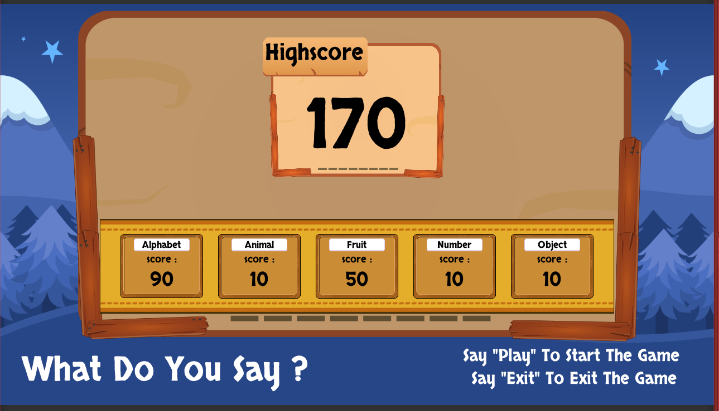 Highscore
170
Alphabet
score :
90
Animal
score :
10
Fruit
score :
50
Number
score :
10
Object
score :
10
What Do You Say ?
Say "Play" To Start The Game
Say "Exit" To Exit The Game